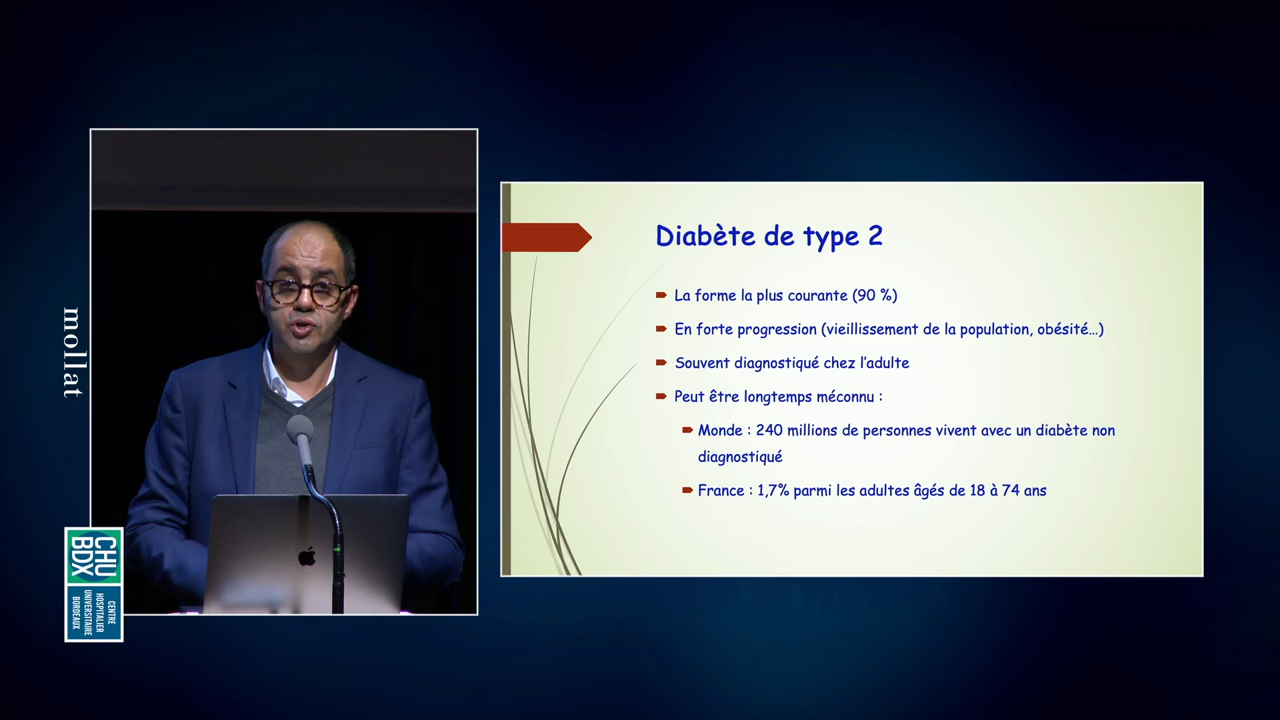 mollat
CHU
BDX
CENTRE
HOSPITALIER
UNIVERSITAIRE
BORDEAUX
Diabète de type 2
La forme la plus courante (90 %)
En forte progression (vieillissement de la population, obésité…)
Souvent diagnostiqué chez l’adulte
Peut être longtemps méconnu :
Monde : 240 millions de personnes vivent avec un diabète non
diagnostiqué
France : 1,7% parmi les adultes âgés de 18 à 74 ans